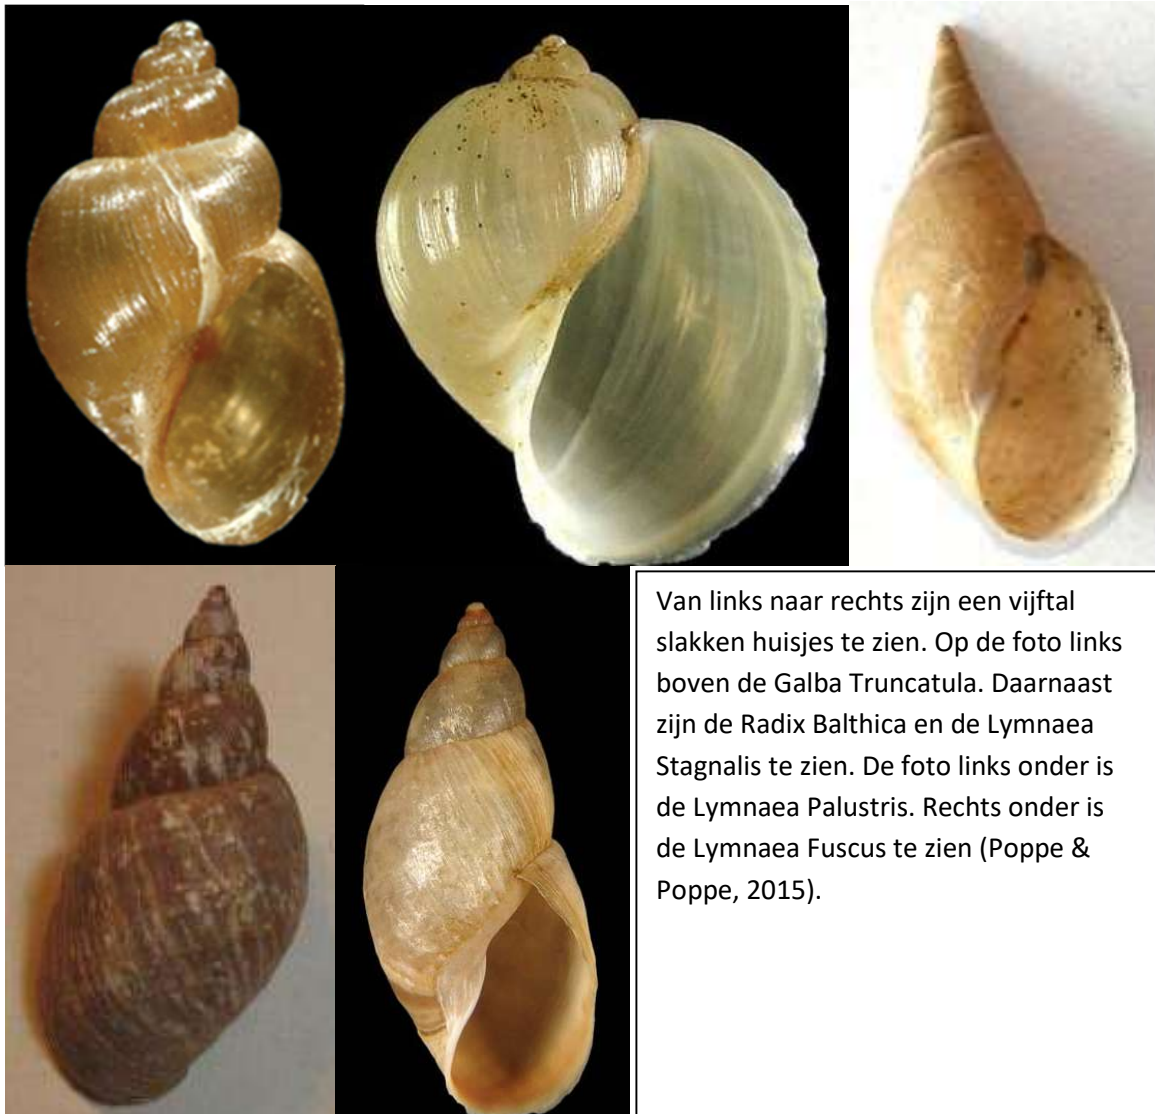 Van links naar rechts zijn een vijftal
slakken huisjes te zien. Op de foto links
boven de Galba Truncatula. Daarnaast
zijn de Radix Balthica en de Lymnaea
Stagnalis te zien. De foto links onder is
de Lymnaea Palustris. Rechts onder is
de Lymnaea Fuscus te zien (Poppe &
Poppe, 2015).